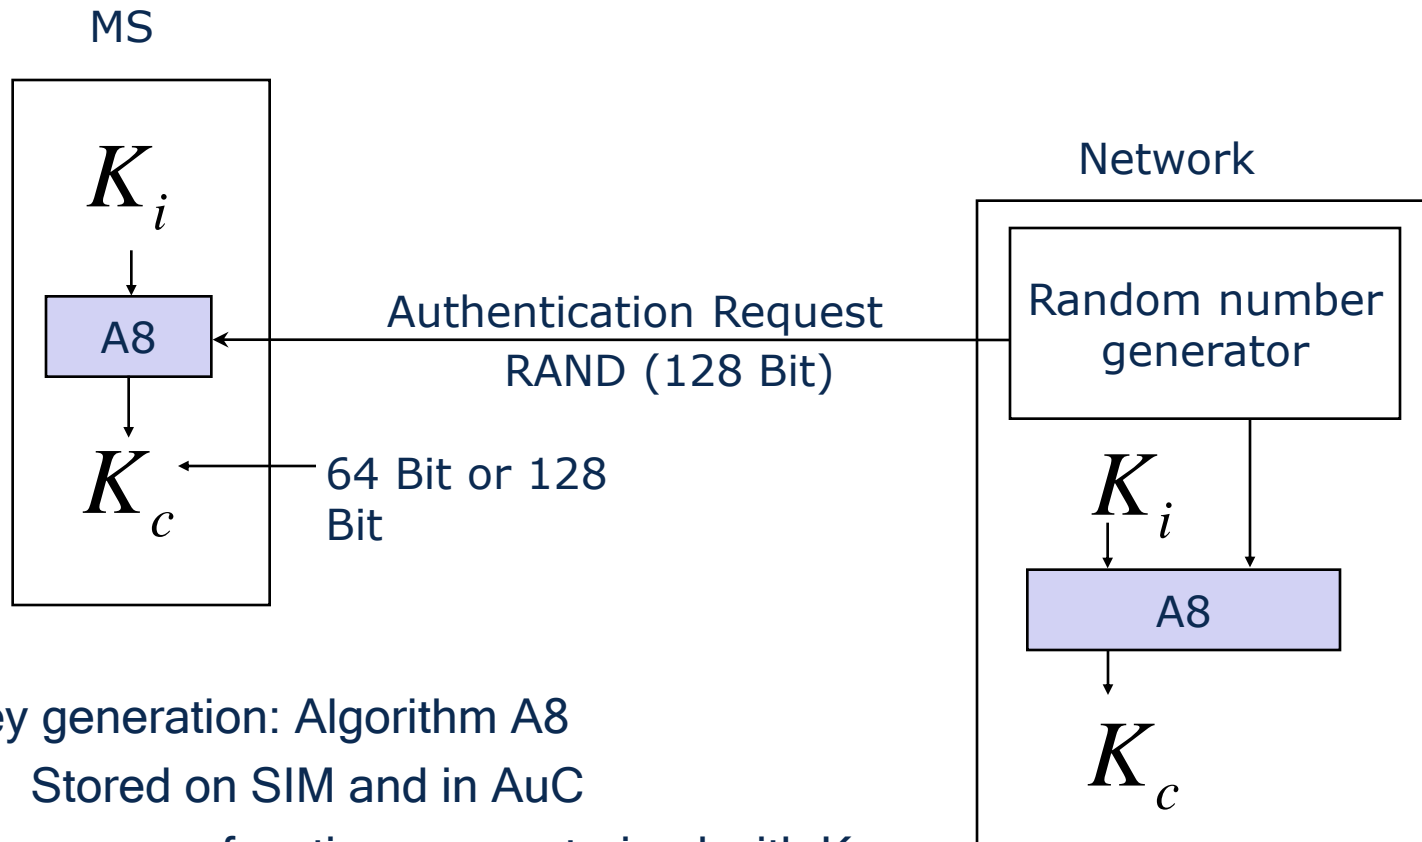 MS
K i
A8
K c
Authentication Request
RAND (128 Bit)
64 Bit or 128
Bit
Network
Random number
generator
K i
A8
K c
ey generation: Algorithm A8
Stored on SIM and in AuC